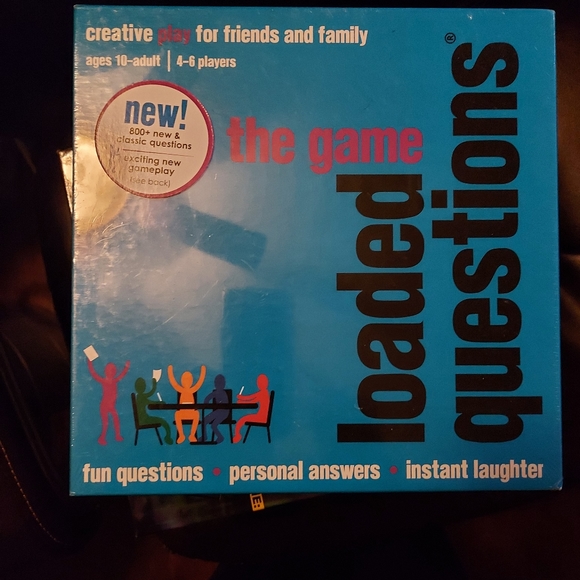 creative play for friends and family
ages 10-adult | 4-6 players
new!
800+ new &
classic questions
exciting new
gameplay
(see back)
the game
loaded
questions®
fun questions • personal answers • instant laughter